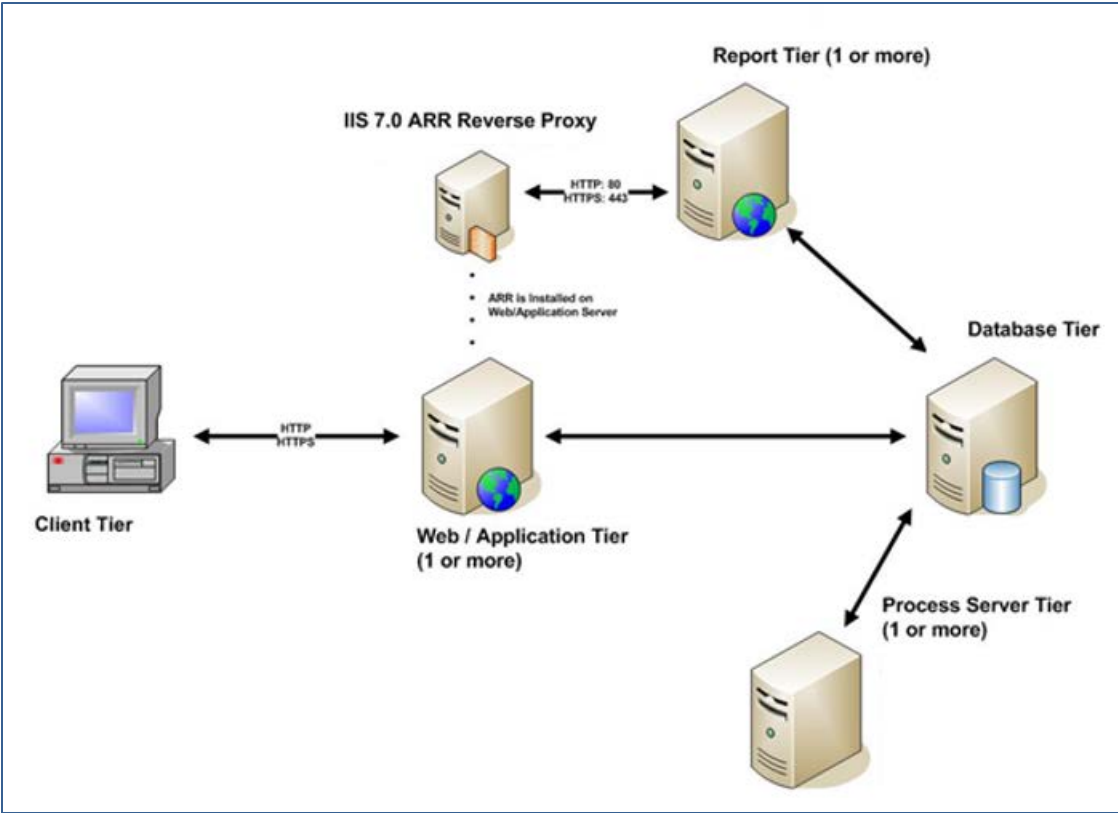 Report Tier (1 or more)
IIS 7.0 ARR Reverse Proxy
HTTP: 80
HTTPS: 443
ARR is Installed on
Web/Application Server
Database Tier
HTTP
HTTPS
Client Tier
Web / Application Tier
(1 or more)
Process Server Tier
(1 or more)